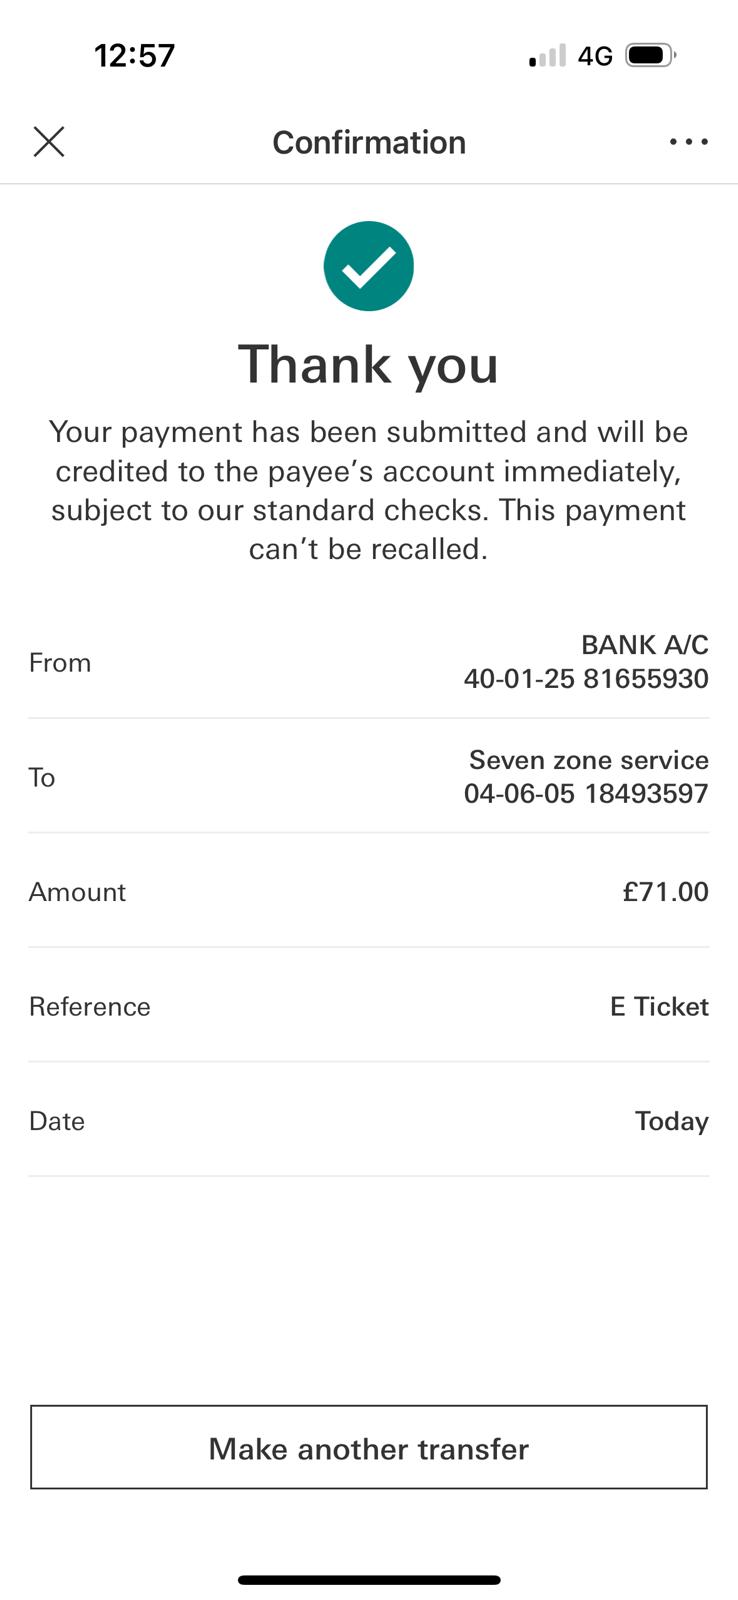 12:57
4G
Confirmation
Thank you
Your payment has been submitted and will be
credited to the payee’s account immediately,
subject to our standard checks. This payment
can’t be recalled.
From
BANK A/C
40-01-25 81655930
To
Seven zone service
04-06-05 18493597
Amount
£71.00
Reference
E Ticket
Date
Today
Make another transfer